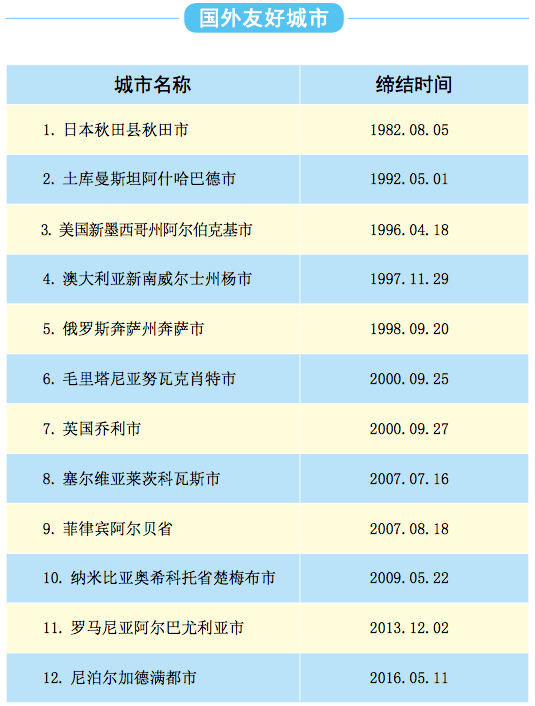 国外友好城市
城市名称 缔结时间
1. 日本秋田县秋田市 1982.08.05
2. 土库曼斯坦阿什哈巴德市 1992.05.01
3. 美国新墨西哥州阿尔伯克基市 1996.04.18
4. 澳大利亚新南威尔士州杨市 1997.11.29
5. 俄罗斯奔萨州奔萨市 1998.09.20
6. 毛里塔尼亚努瓦克肖特市 2000.09.25
7. 英国乔利市 2000.09.27
8. 塞尔维亚莱茨科瓦斯市 2007.07.16
9. 菲律宾阿尔贝省 2007.08.18
10. 纳米比亚奥希科托省楚梅布市 2009.05.22
11. 罗马尼亚阿尔巴尤利亚市 2013.12.02
12. 尼泊尔加德满都市 2016.05.11